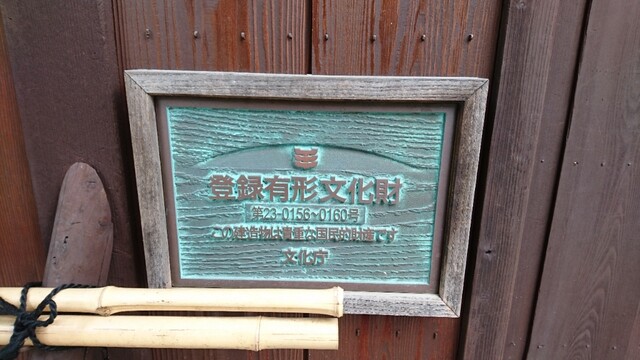 登録有形文化財
第23-0156~0160号
この建造物は貴重な国民的財産です
文化庁